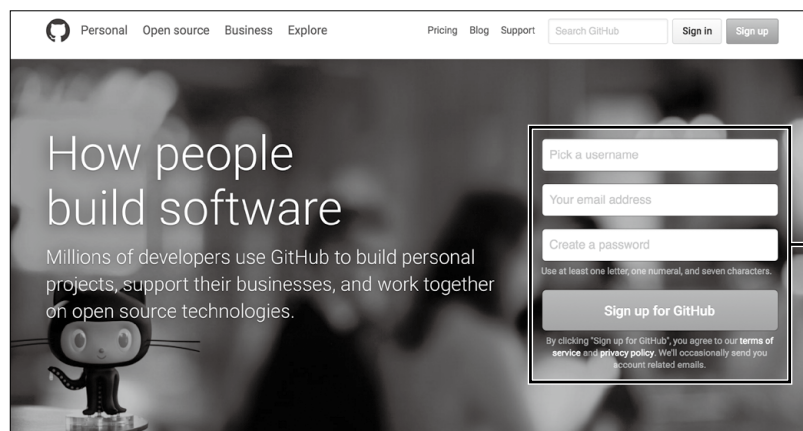 Personal Open source Business Explore Pricing Blog Support Search GitHub Sign in Sign up
How people
build software
Millions of developers use GitHub to build personal
projects, support their businesses, and work together
on open source technologies.
Pick a username
Your email address
Create a password
Use at least one letter, one numeral, and seven characters.
Sign up for GitHub
By clicking "Sign up for GitHub", you agree to our terms of
service and privacy policy. We'll occasionally send you
account related emails.